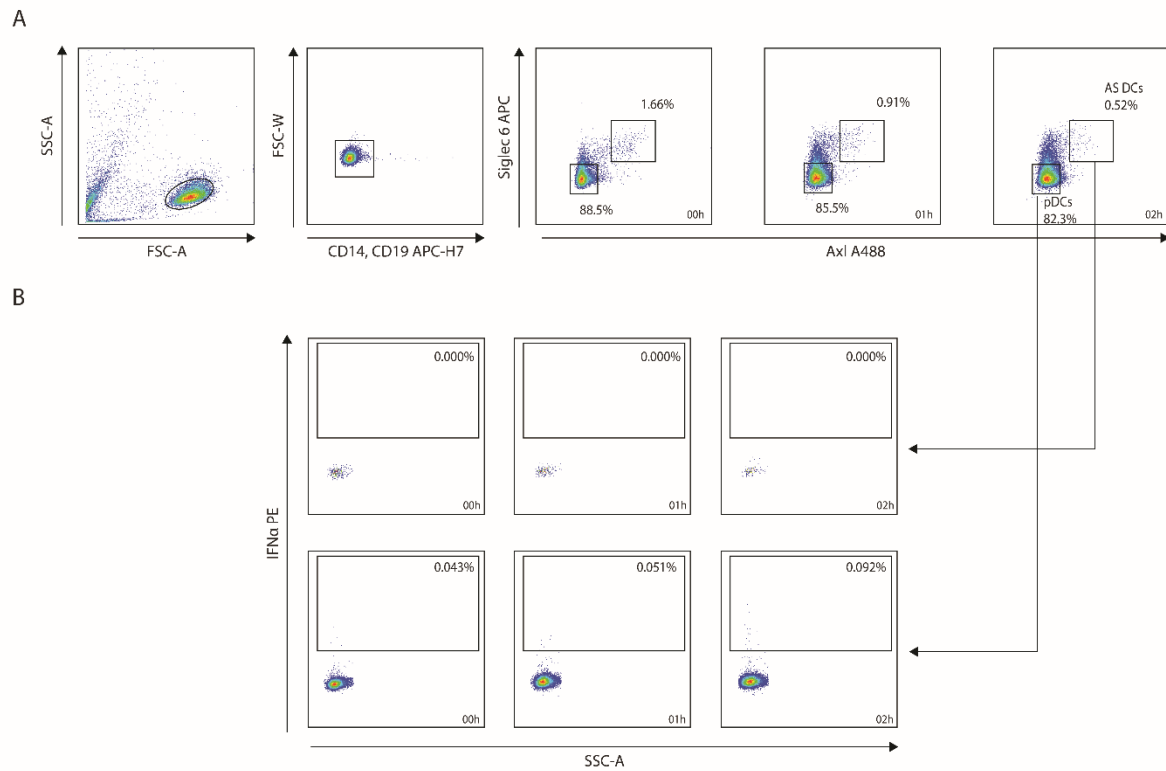 A
SSC-A
FSC-A
FSC-W
CD14, CD19 APC-H7
Siglec 6 APC
1.66%
88.5%
00h
0.91%
85.5%
01h
AS DCs
0.52%
pDCs
82.3%
02h
Axl A488
B
IFNα PE
0.000%
00h
0.000%
01h
0.000%
02h
0.043%
00h
0.051%
01h
0.092%
02h
SSC-A